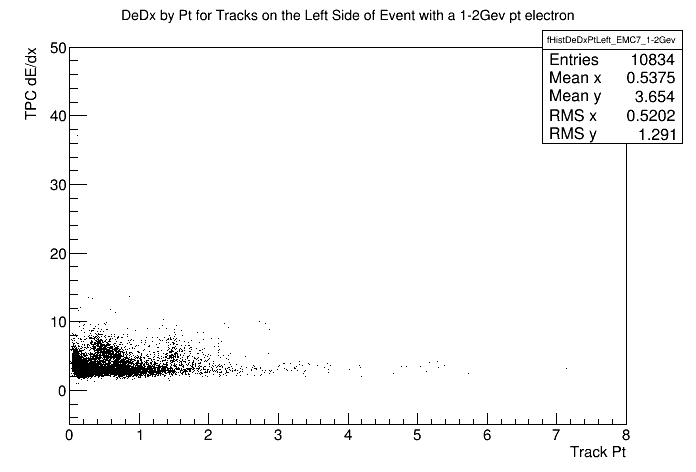 DeDx by Pt for Tracks on the Left Side of Event with a 1-2Gev pt electron
fHistDeDxPtLeft_EMC7_1-2Gev
Entries 10834
Mean x 0.5375
Mean y 3.654
RMS x 0.5202
RMS y 1.291
TPC dE/dx
50
40
30
20
10
0
0 1 2 3 4 5 6 7 8
Track Pt